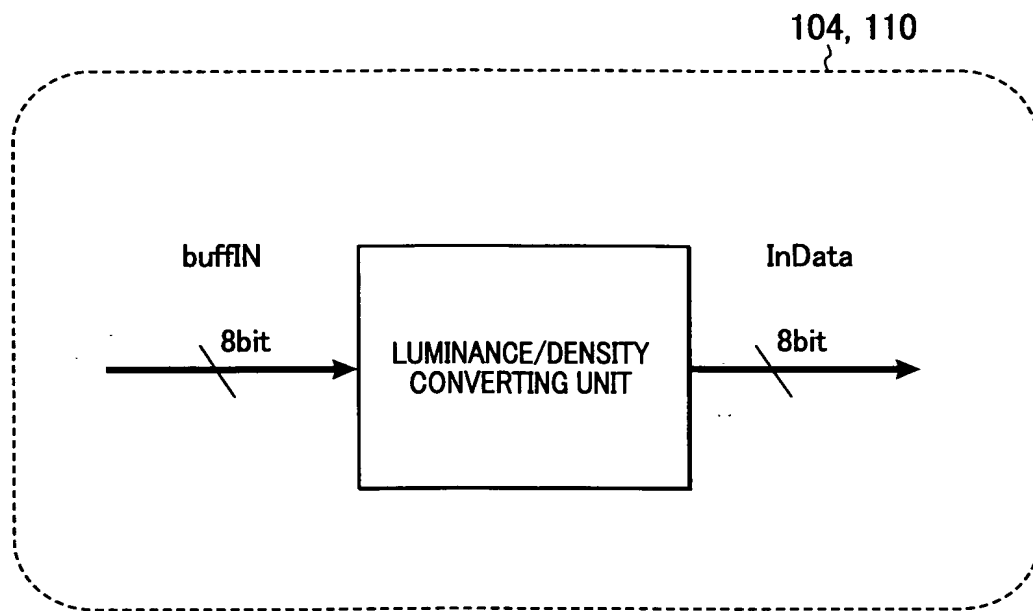 104, 110
buffIN
InData
8bit
LUMINANCE/DENSITY
CONVERTING UNIT
8bit